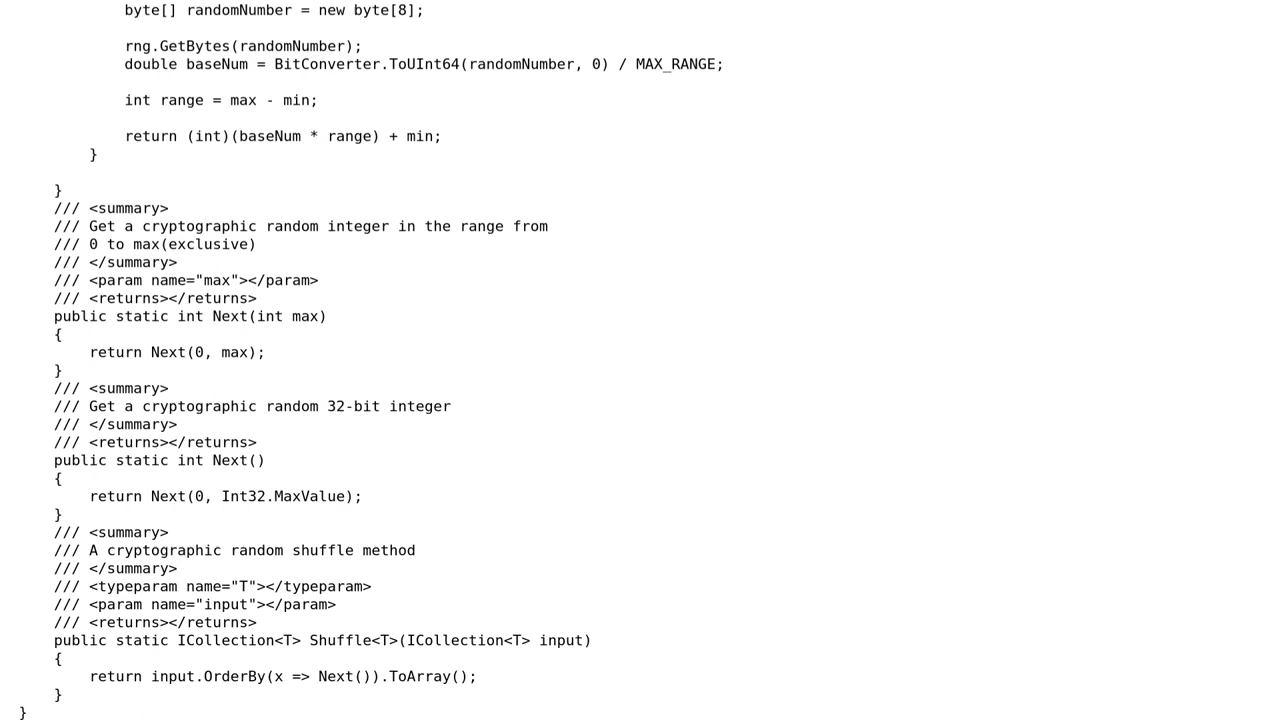 byte[] randomNumber = new byte[8];

            rng.GetBytes(randomNumber);
            double baseNum = BitConverter.ToUInt64(randomNumber, 0) / MAX_RANGE;

            int range = max - min;

            return (int)(baseNum * range) + min;
        }

    }
    /// <summary>
    /// Get a cryptographic random integer in the range from
    /// 0 to max(exclusive)
    /// </summary>
    /// <param name="max"></param>
    /// <returns></returns>
    public static int Next(int max)
    {
        return Next(0, max);
    }
    /// <summary>
    /// Get a cryptographic random 32-bit integer
    /// </summary>
    /// <returns></returns>
    public static int Next()
    {
        return Next(0, Int32.MaxValue);
    }
    /// <summary>
    /// A cryptographic random shuffle method
    /// </summary>
    /// <typeparam name="T"></typeparam>
    /// <param name="input"></param>
    /// <returns></returns>
    public static ICollection<T> Shuffle<T>(ICollection<T> input)
    {
        return input.OrderBy(x => Next()).ToArray();
    }
}